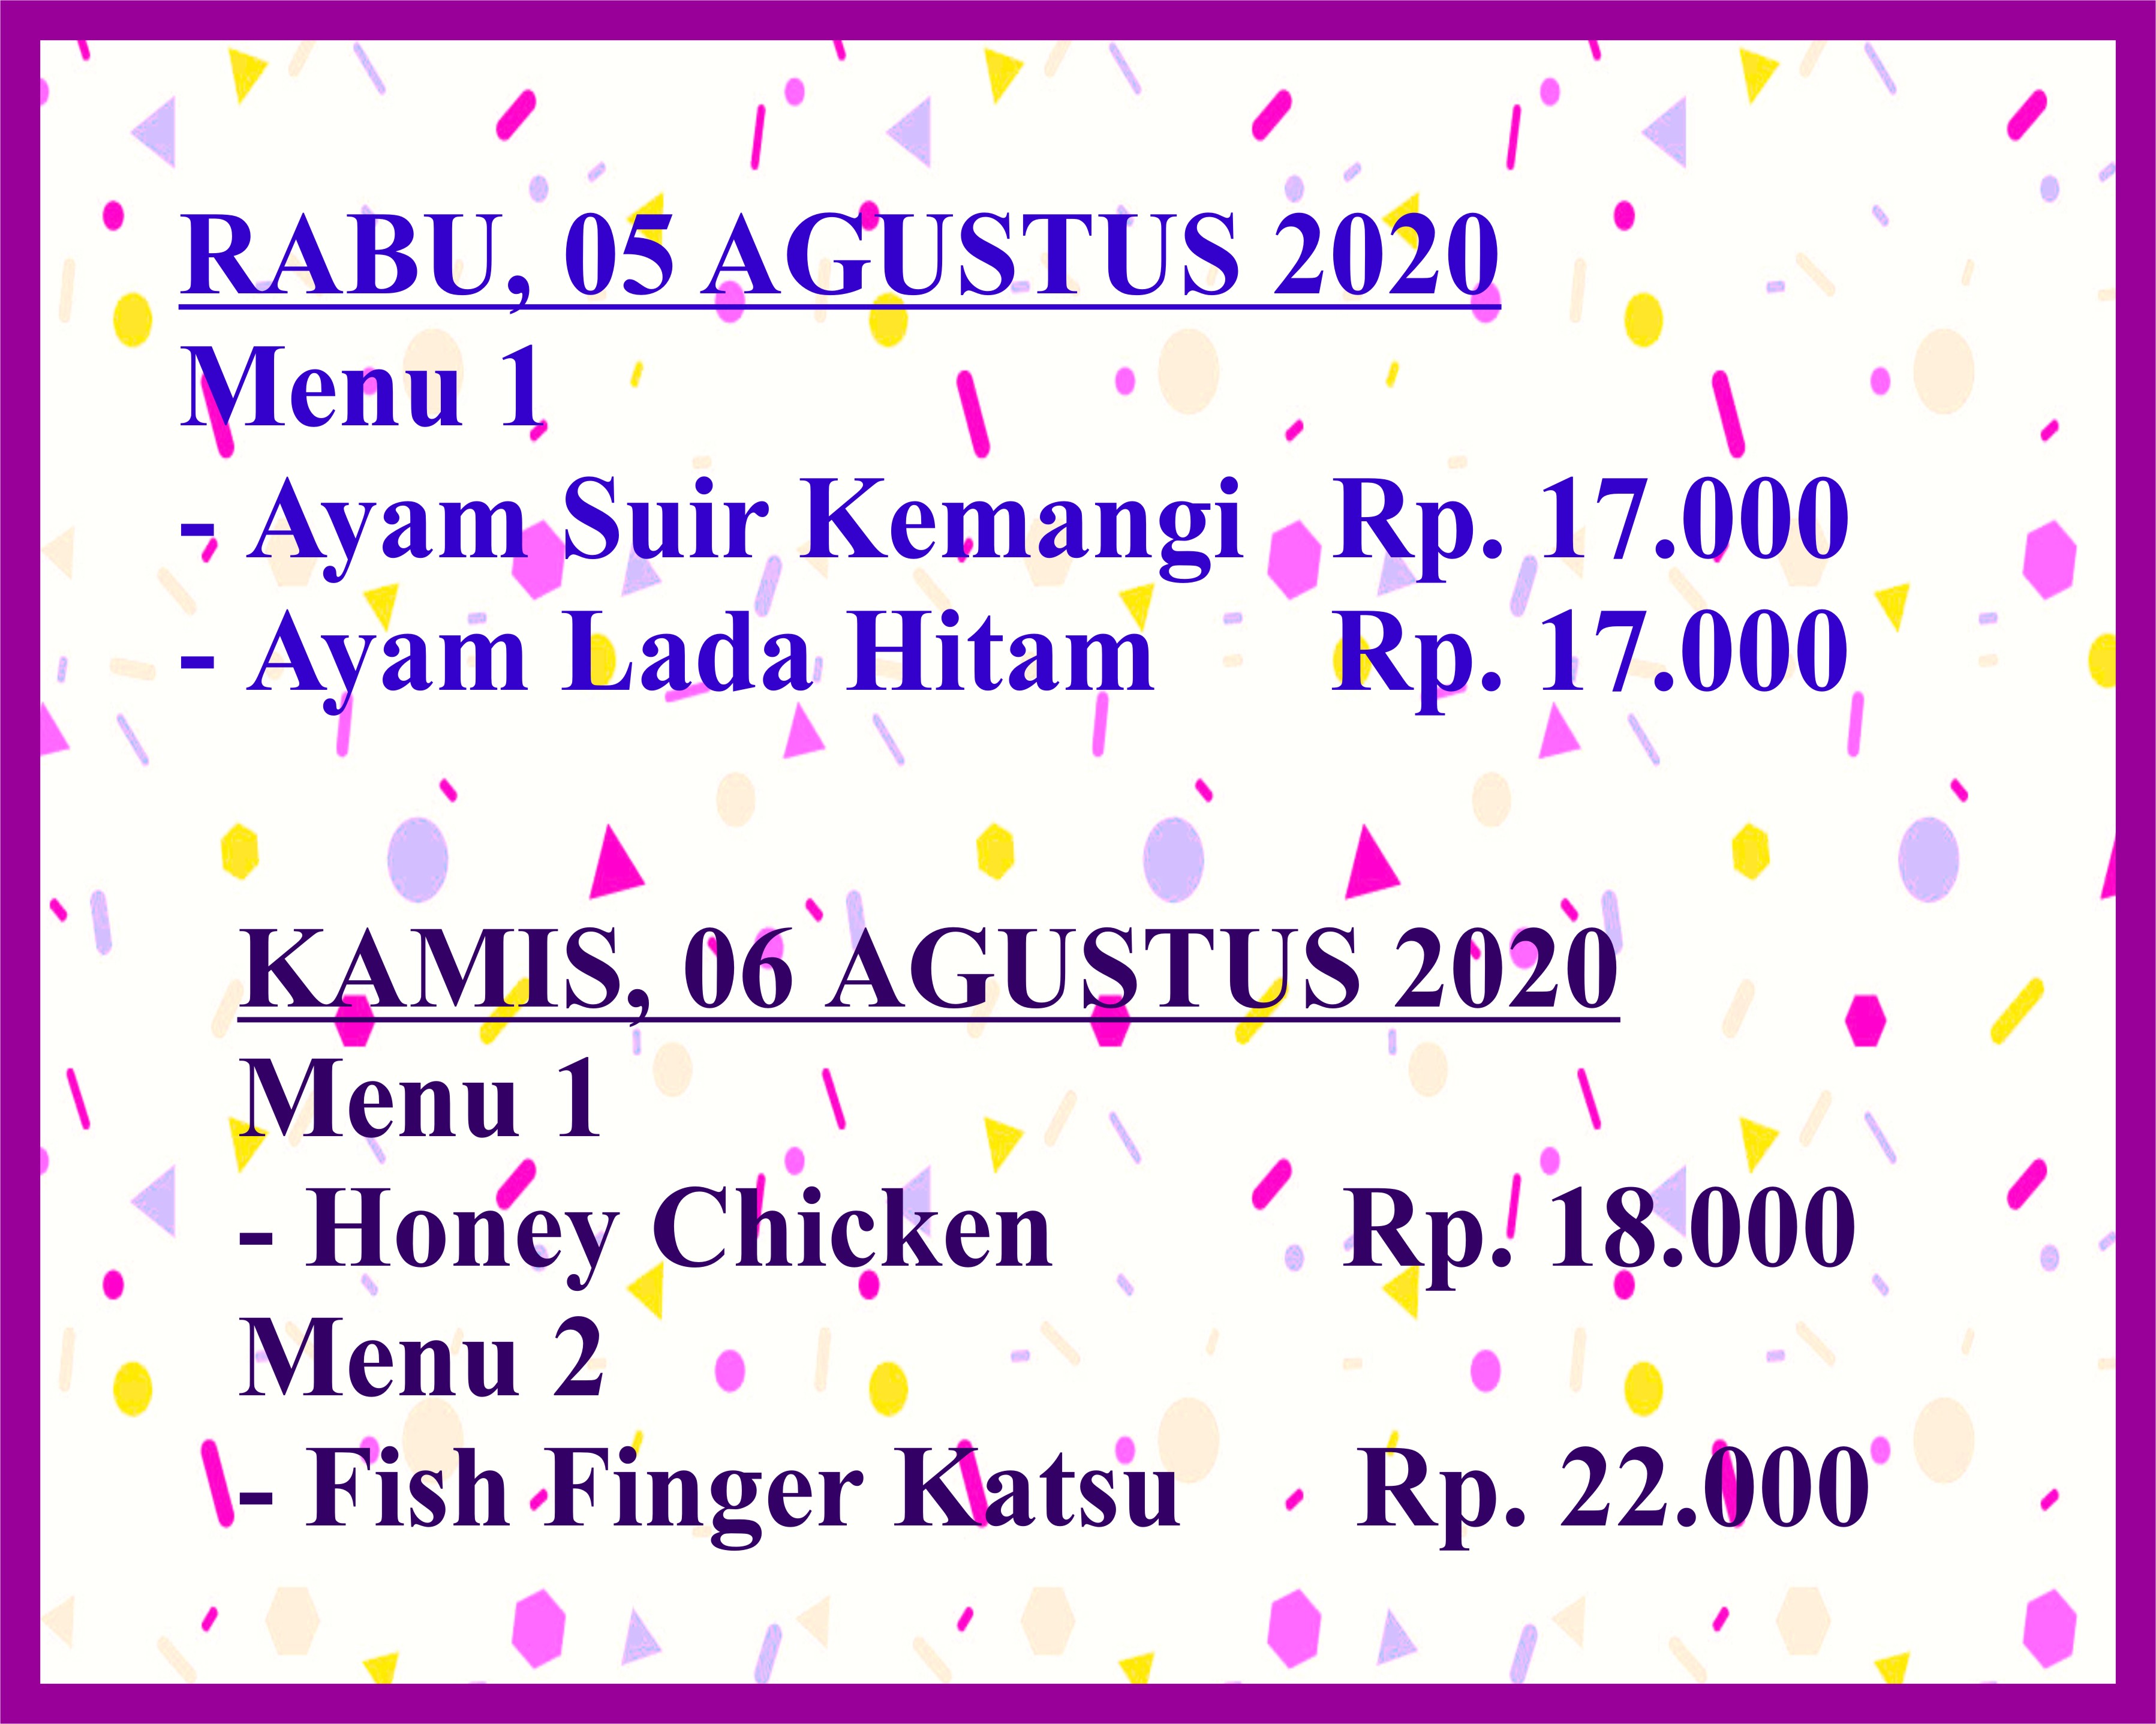 RABU, 05 AGUSTUS 2020
Menu 1
- Ayam Suir Kemangi Rp. 17.000
- Ayam Lada Hitam Rp. 17.000
KAMIS, 06 AGUSTUS 2020
Menu 1
- Honey Chicken Rp. 18.000
Menu 2
- Fish Finger Katsu Rp. 22.000